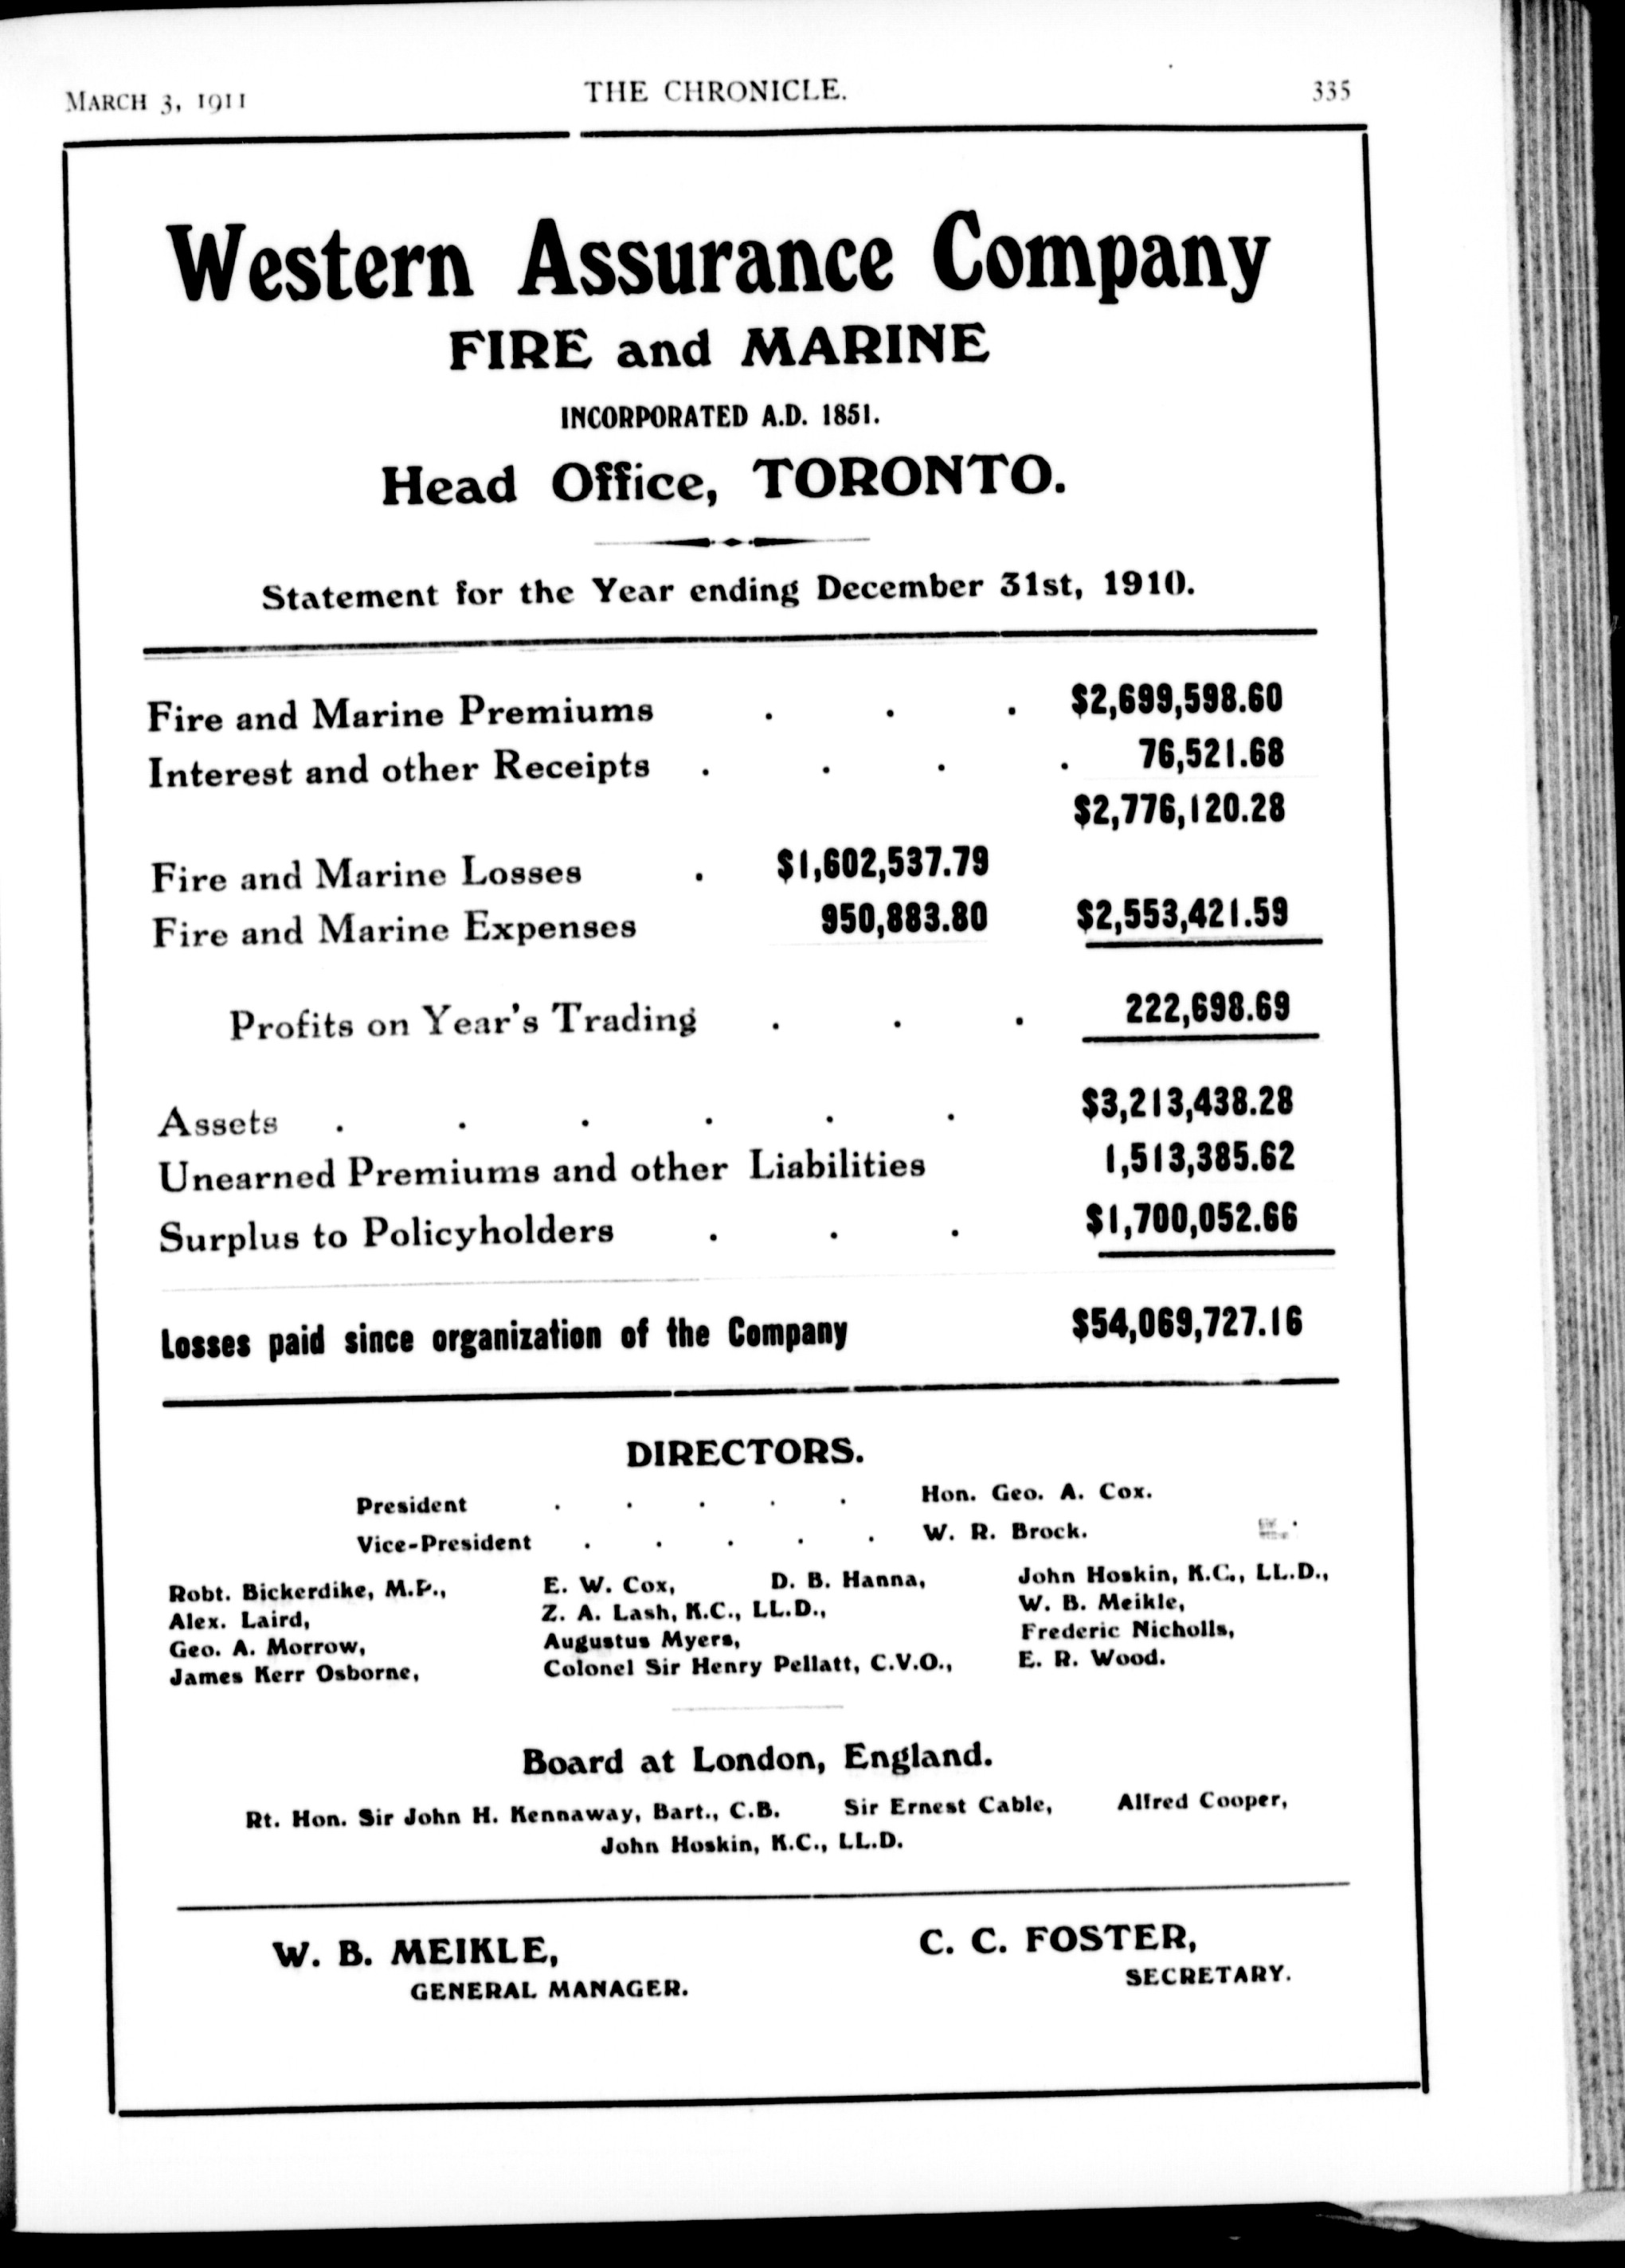 MARCH 3, 1911 THE CHRONICLE. 335
Western Assurance Company
FIRE and MARINE
INCORPORATED A.D. 1851.
Head Office, TORONTO.
Statement for the Year ending December 31st, 1910.
Fire and Marine Premiums . . . $2,699,598.60
Interest and other Receipts . . . . 76,521.68
$2,776,120.28
Fire and Marine Losses . $1,602,537.79
Fire and Marine Expenses 950,883.80 $2,553,421.59
Profits on Year's Trading . . . 222,698.69
Assets . . . . . . $3,213,438.28
Unearned Premiums and other Liabilities 1,513,385.62
Surplus to Policyholders . . . $1,700,052.66
Losses paid since organization of the Company $54,069,727.16
DIRECTORS.
President . . . . . Hon. Geo. A. Cox.
Vice-President . . . . . W. R. Brock.
Robt. Bickerdike, M.P., E. W. Cox, D. B. Hanna, John Hoskin, K.C., LL.D.,
Alex. Laird, Z. A. Lash, K.C., LL.D., W. B. Meikle,
Geo. A. Morrow, Augustus Myers, Frederic Nicholls,
James Kerr Osborne, Colonel Sir Henry Pellatt, C.V.O., E. R. Wood.
Board at London, England.
Rt. Hon. Sir John H. Kennaway, Bart., C.B. Sir Ernest Cable, Alfred Cooper,
John Hoskin, K.C., LL.D.
W. B. MEIKLE, C. C. FOSTER,
GENERAL MANAGER. SECRETARY.